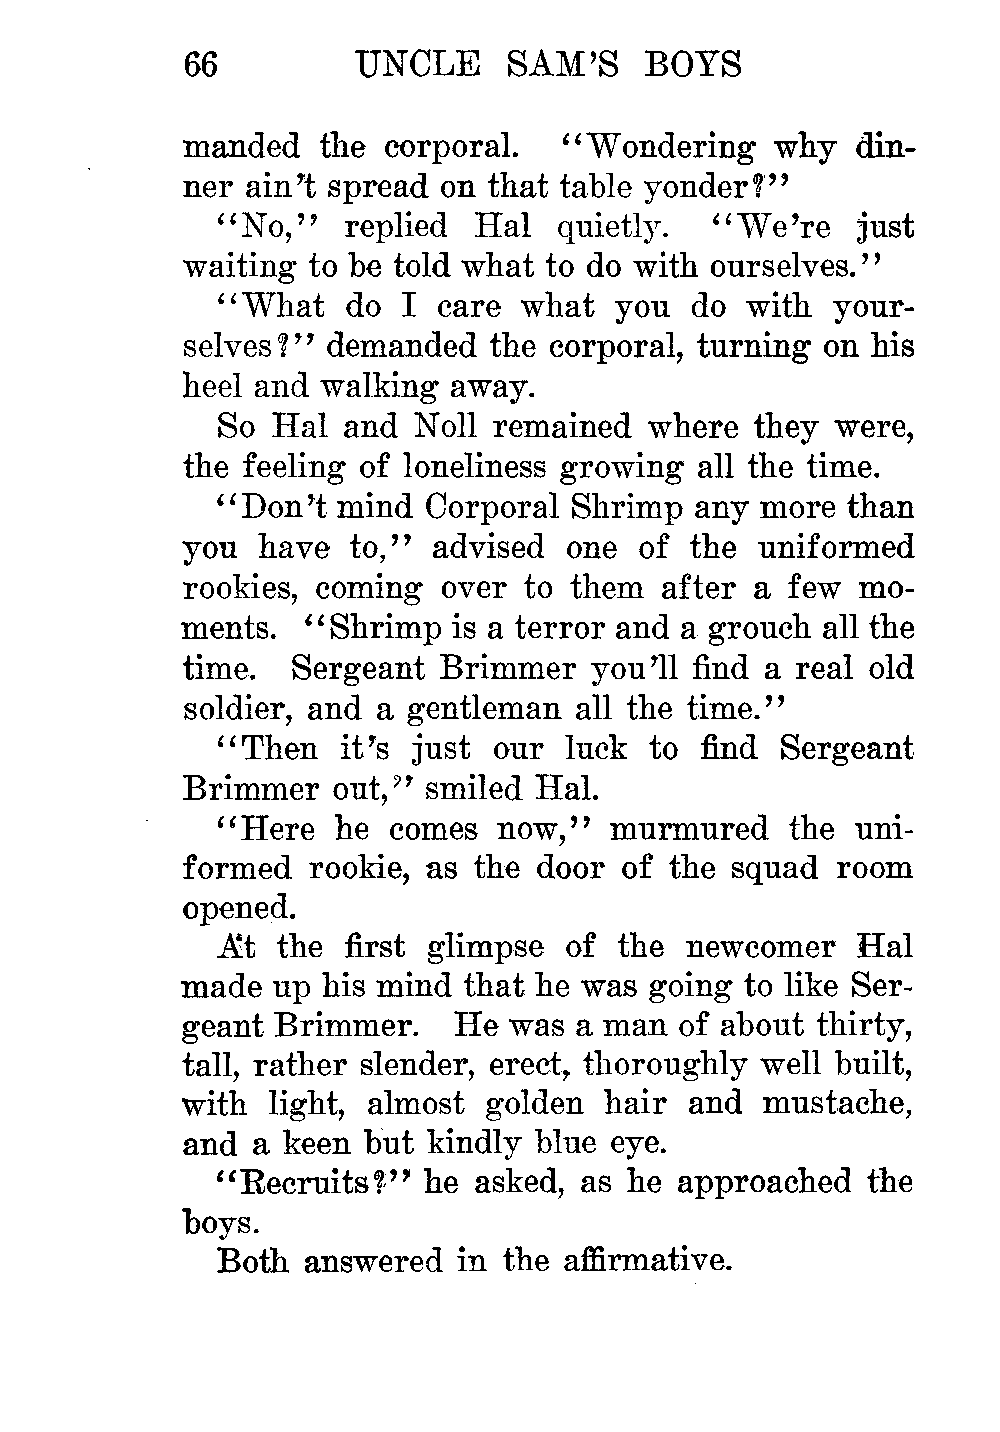 66 UNCLE SAM'S BOYS
manded the corporal. "Wondering why din-
ner ain't spread on that table yonder?"
"No," replied Hal quietly. "We're just
waiting to be told what to do with ourselves."
"What do I care what you do with your-
selves?" demanded the corporal, turning on his
heel and walking away.
So Hal and Noll remained where they were,
the feeling of loneliness growing all the time.
"Don't mind Corporal Shrimp any more than
you have to," advised one of the uniformed
rookies, coming over to them after a few mo-
ments. "Shrimp is a terror and a grouch all the
time. Sergeant Brimmer you'll find a real old
soldier, and a gentleman all the time."
"Then it's just our luck to find Sergeant
Brimmer out," smiled Hal.
"Here he comes now," murmured the uni-
formed rookie, as the door of the squad room
opened.
At the first glimpse of the newcomer Hal
made up his mind that he was going to like Ser-
geant Brimmer. He was a man of about thirty,
tall, rather slender, erect, thoroughly well built,
with light, almost golden hair and mustache,
and a keen but kindly blue eye.
"Recruits?" he asked, as he approached the
boys.
Both answered in the affirmative.